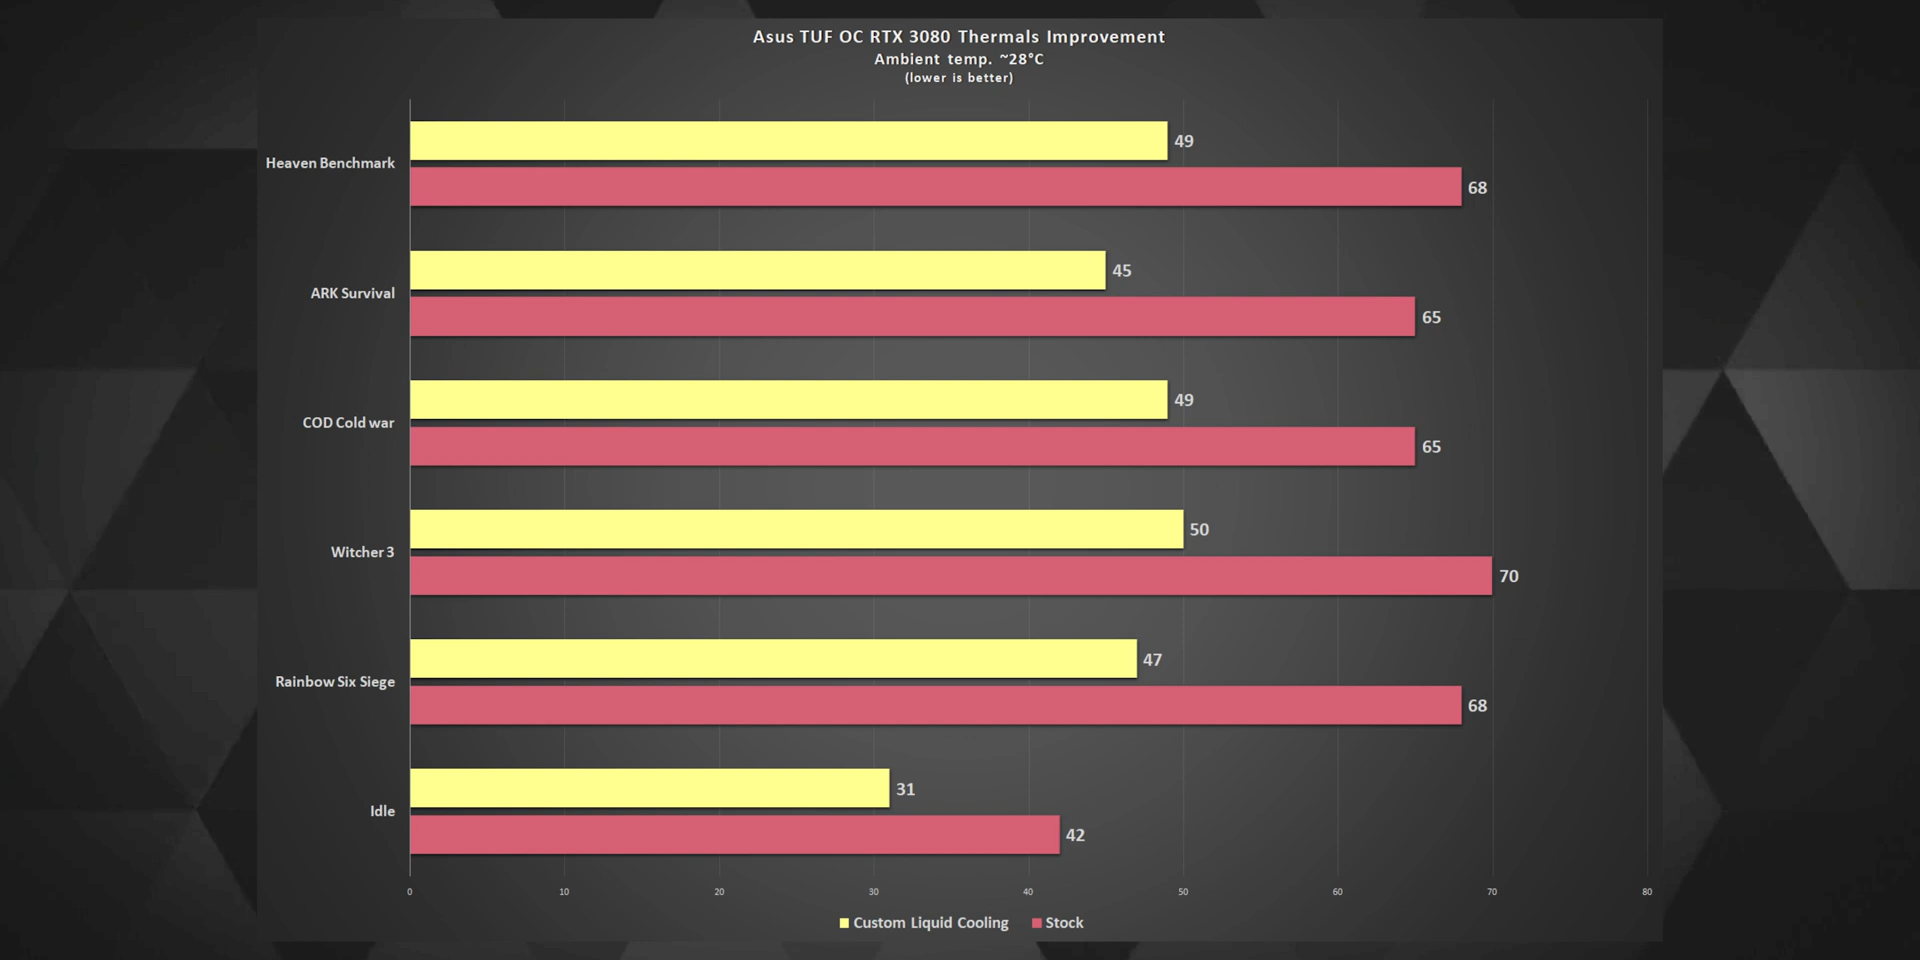 Asus TUF OC RTX 3080 Thermals Improvement
Ambient temp. ~28°C
(lower is better)
Heaven Benchmark
49
68
ARK Survival
45
65
COD Cold war
49
65
Witcher 3
50
70
Rainbow Six Siege
47
68
Idle
31
42
0 10 20 30 40 50 60 70 80
Custom Liquid Cooling Stock